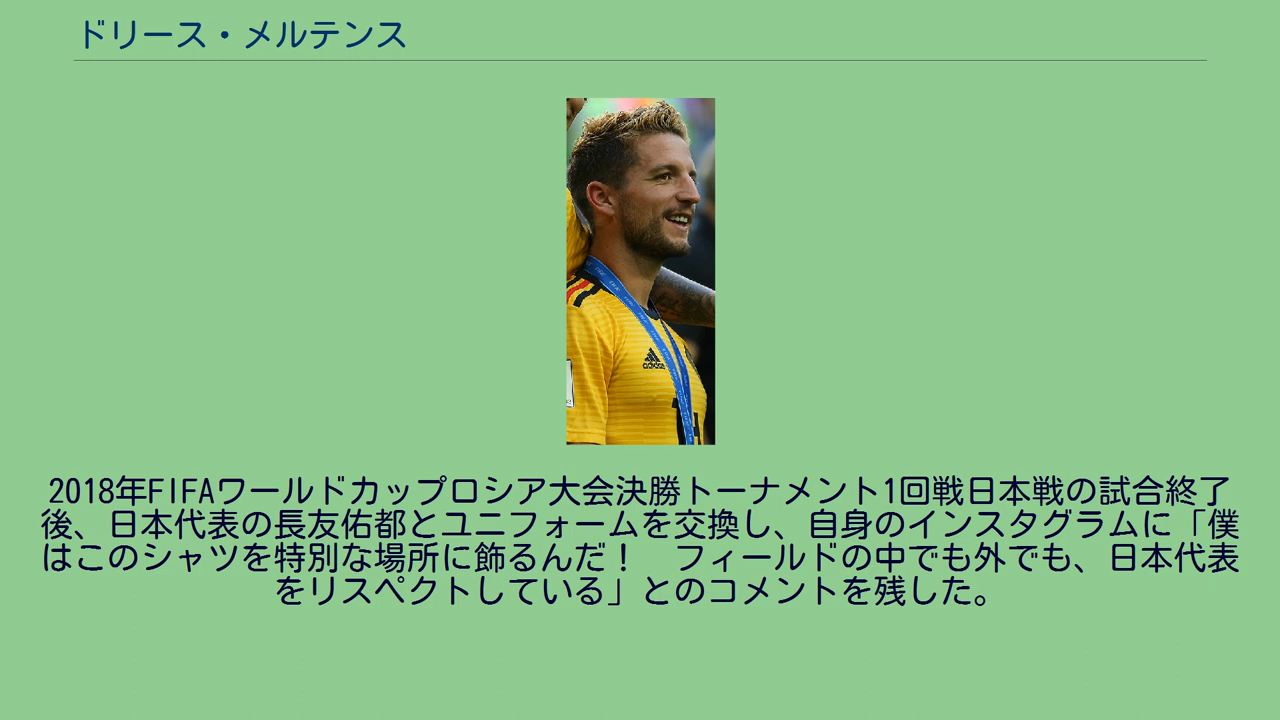 ドリース・メルテンス
adidas
2018年FIFAワールドカップロシア大会決勝トーナメント1回戦日本戦の試合終了
後、日本代表の長友佑都とユニフォームを交換し、自身のインスタグラムに「僕
はこのシャツを特別な場所に飾るんだ！　フィールドの中でも外でも、日本代表
をリスペクトしている」とのコメントを残した。